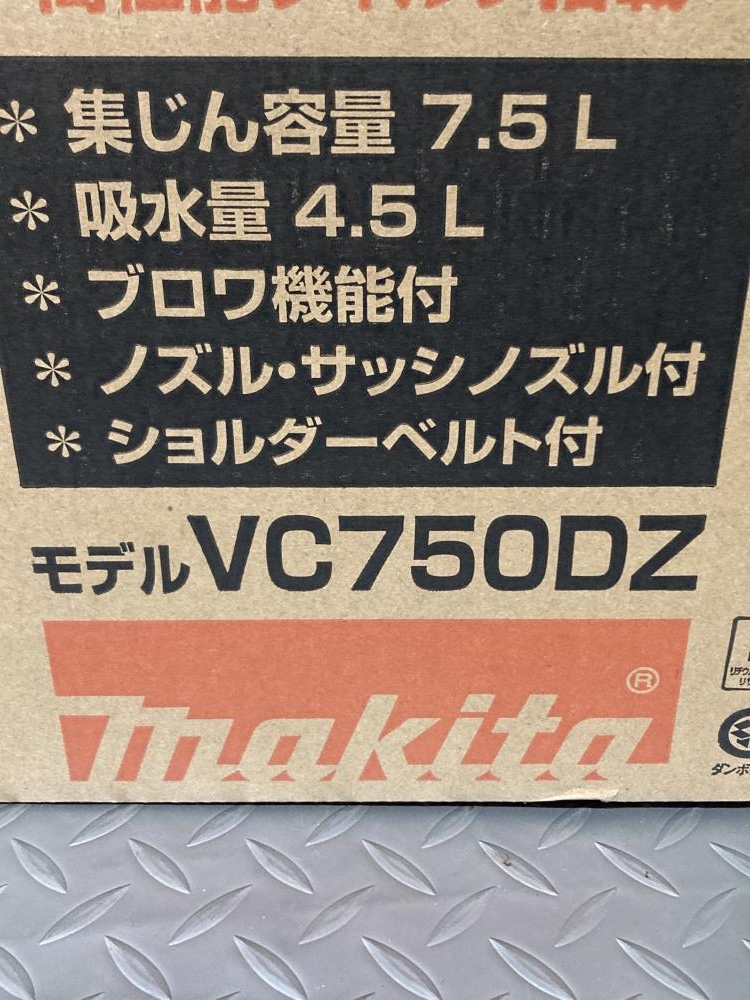 ＊ 集じん容量 7.5 L
＊ 吸水量 4.5 L
＊ ブロワ機能付
＊ ノズル・サッシノズル付
＊ ショルダーベルト付
モデル VC750DZ
makita ®